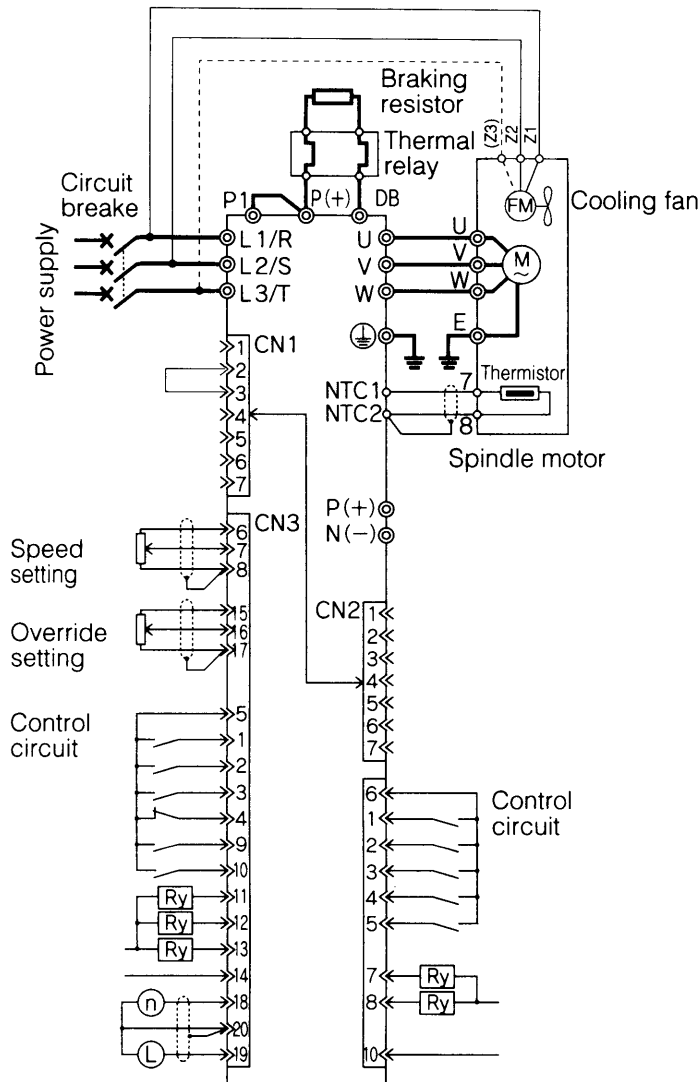 Braking
resistor
Thermal
relay
(Z3)
Z2
Z1
Circuit
breake
P1
P(+)
DB
FM
Cooling fan
Power supply
L1/R
L2/S
L3/T
U
V
W
U
V
W
M
~
E
NTC1
NTC2
7
8
Thermistor
Spindle motor
1
2
3
4
5
6
7
CN1
P(+)
N(-)
CN3
Speed
setting
6
7
8
Override
setting
15
16
17
CN2
1
2
3
4
5
6
7
Control
circuit
5
1
2
3
4
9
10
Ry
11
Ry
12
Ry
13
14
n
18
20
L
19
Control
circuit
6
1
2
3
4
5
7
Ry
8
Ry
10